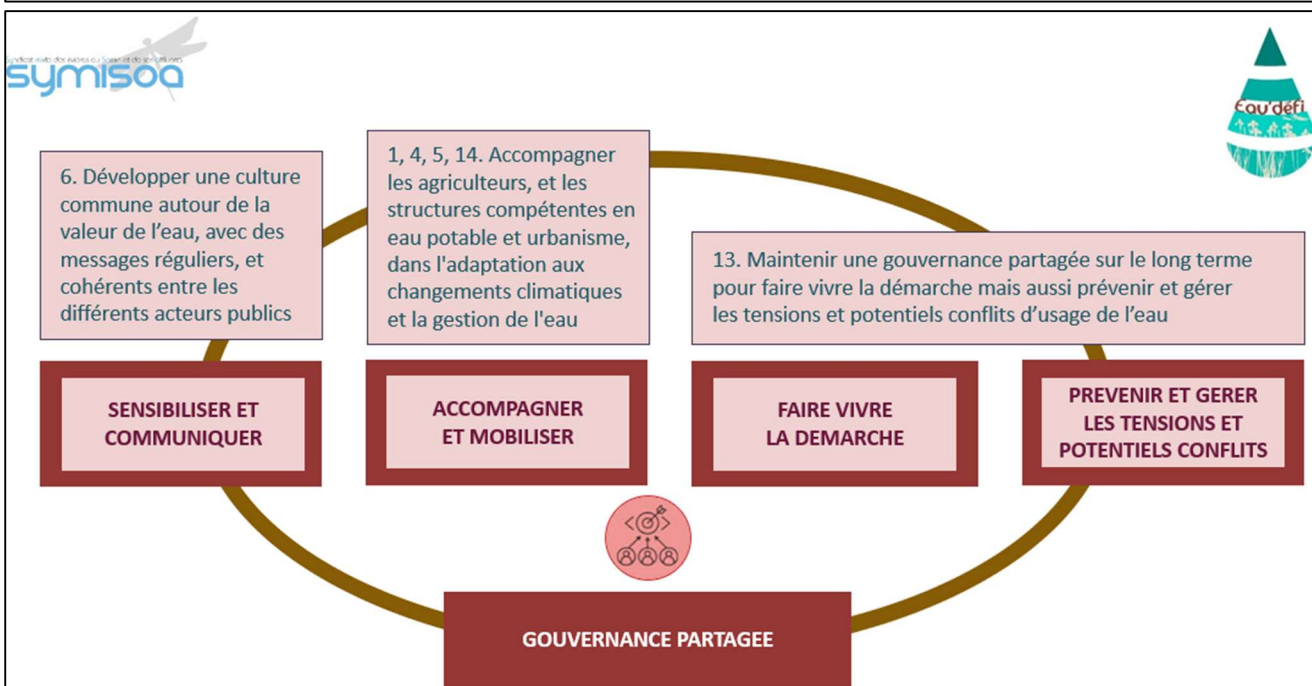 symisoa
Eau'défi
6. Développer une culture
commune autour de la
valeur de l'eau, avec des
messages réguliers, et
cohérents entre les
différents acteurs publics
1, 4, 5, 14. Accompagner
les agriculteurs, et les
structures compétentes en
eau potable et urbanisme,
dans l'adaptation aux
changements climatiques
et la gestion de l'eau
13. Maintenir une gouvernance partagée sur le long terme
pour faire vivre la démarche mais aussi prévenir et gérer
les tensions et potentiels conflits d'usage de l'eau
SENSIBILISER ET
COMMUNIQUER
ACCOMPAGNER
ET MOBILISER
FAIRE VIVRE
LA DEMARCHE
PREVENIR ET GERER
LES TENSIONS ET
POTENTIELS CONFLITS
GOUVERNANCE PARTAGEE